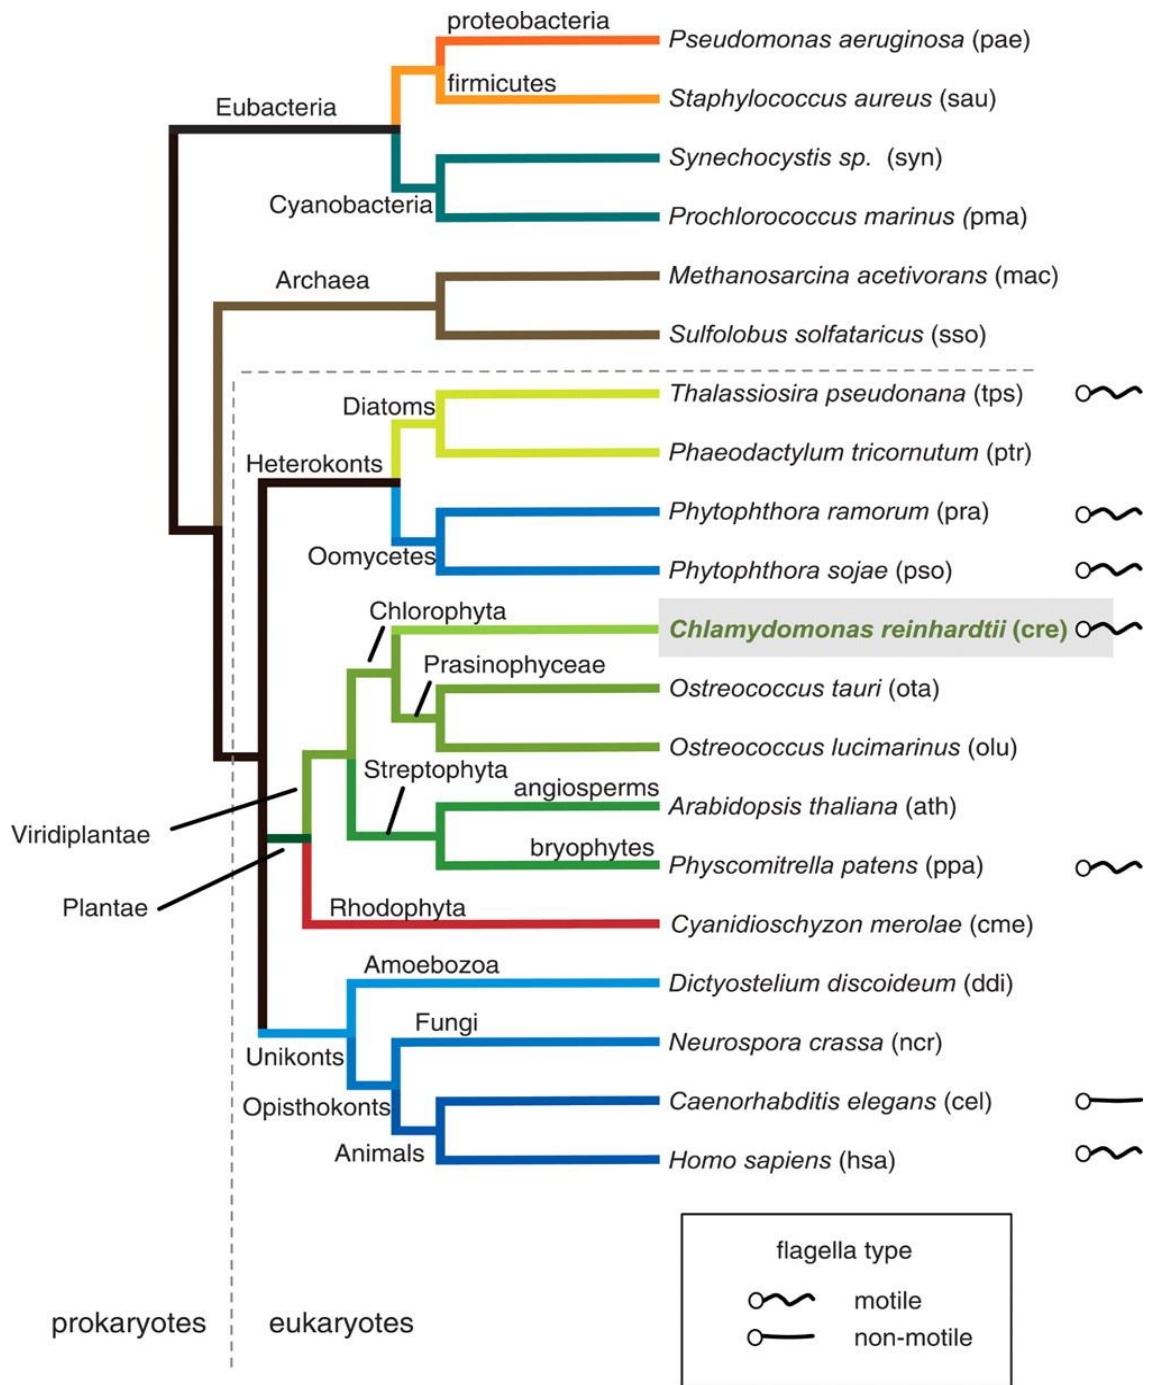 proteobacteria
Pseudomonas aeruginosa (pae)
firmicutes
Staphylococcus aureus (sau)
Eubacteria
Synechocystis sp. (syn)
Cyanobacteria
Prochlorococcus marinus (pma)
Archaea
Methanosarcina acetivorans (mac)
Sulfolobus solfataricus (sso)
Diatoms
Thalassiosira pseudonana (tps)
Heterokonts
Phaeodactylum tricornutum (ptr)
Phytophthora ramorum (pra)
Oomycetes
Phytophthora sojae (pso)
Chlorophyta
Chlamydomonas reinhardtii (cre)
Prasinophyceae
Ostreococcus tauri (ota)
Ostreococcus lucimarinus (olu)
Streptophyta
angiosperms
Arabidopsis thaliana (ath)
Viridiplantae
bryophytes
Physcomitrella patens (ppa)
Plantae
Rhodophyta
Cyanidioschyzon merolae (cme)
Amoebozoa
Dictyostelium discoideum (ddi)
Fungi
Neurospora crassa (ncr)
Unikonts
Opisthokonts
Caenorhabditis elegans (cel)
Animals
Homo sapiens (hsa)
flagella type
motile
non-motile
prokaryotes
eukaryotes